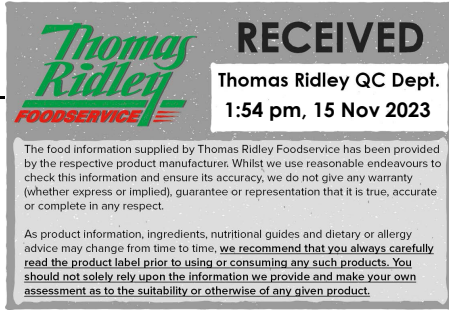 Thomas
Ridley
FOODSERVICE
RECEIVED
Thomas Ridley QC Dept.
1:54 pm, 15 Nov 2023
The food information supplied by Thomas Ridley Foodservice has been provided
by the respective product manufacturer. Whilst we use reasonable endeavours to
check this information and ensure its accuracy, we do not give any warranty
(whether express or implied), guarantee or representation that it is true, accurate
or complete in any respect.
As product information, ingredients, nutritional guides and dietary or allergy
advice may change from time to time, we recommend that you always carefully
read the product label prior to using or consuming any such products. You
should not solely rely upon the information we provide and make your own
assessment as to the suitability or otherwise of any given product.